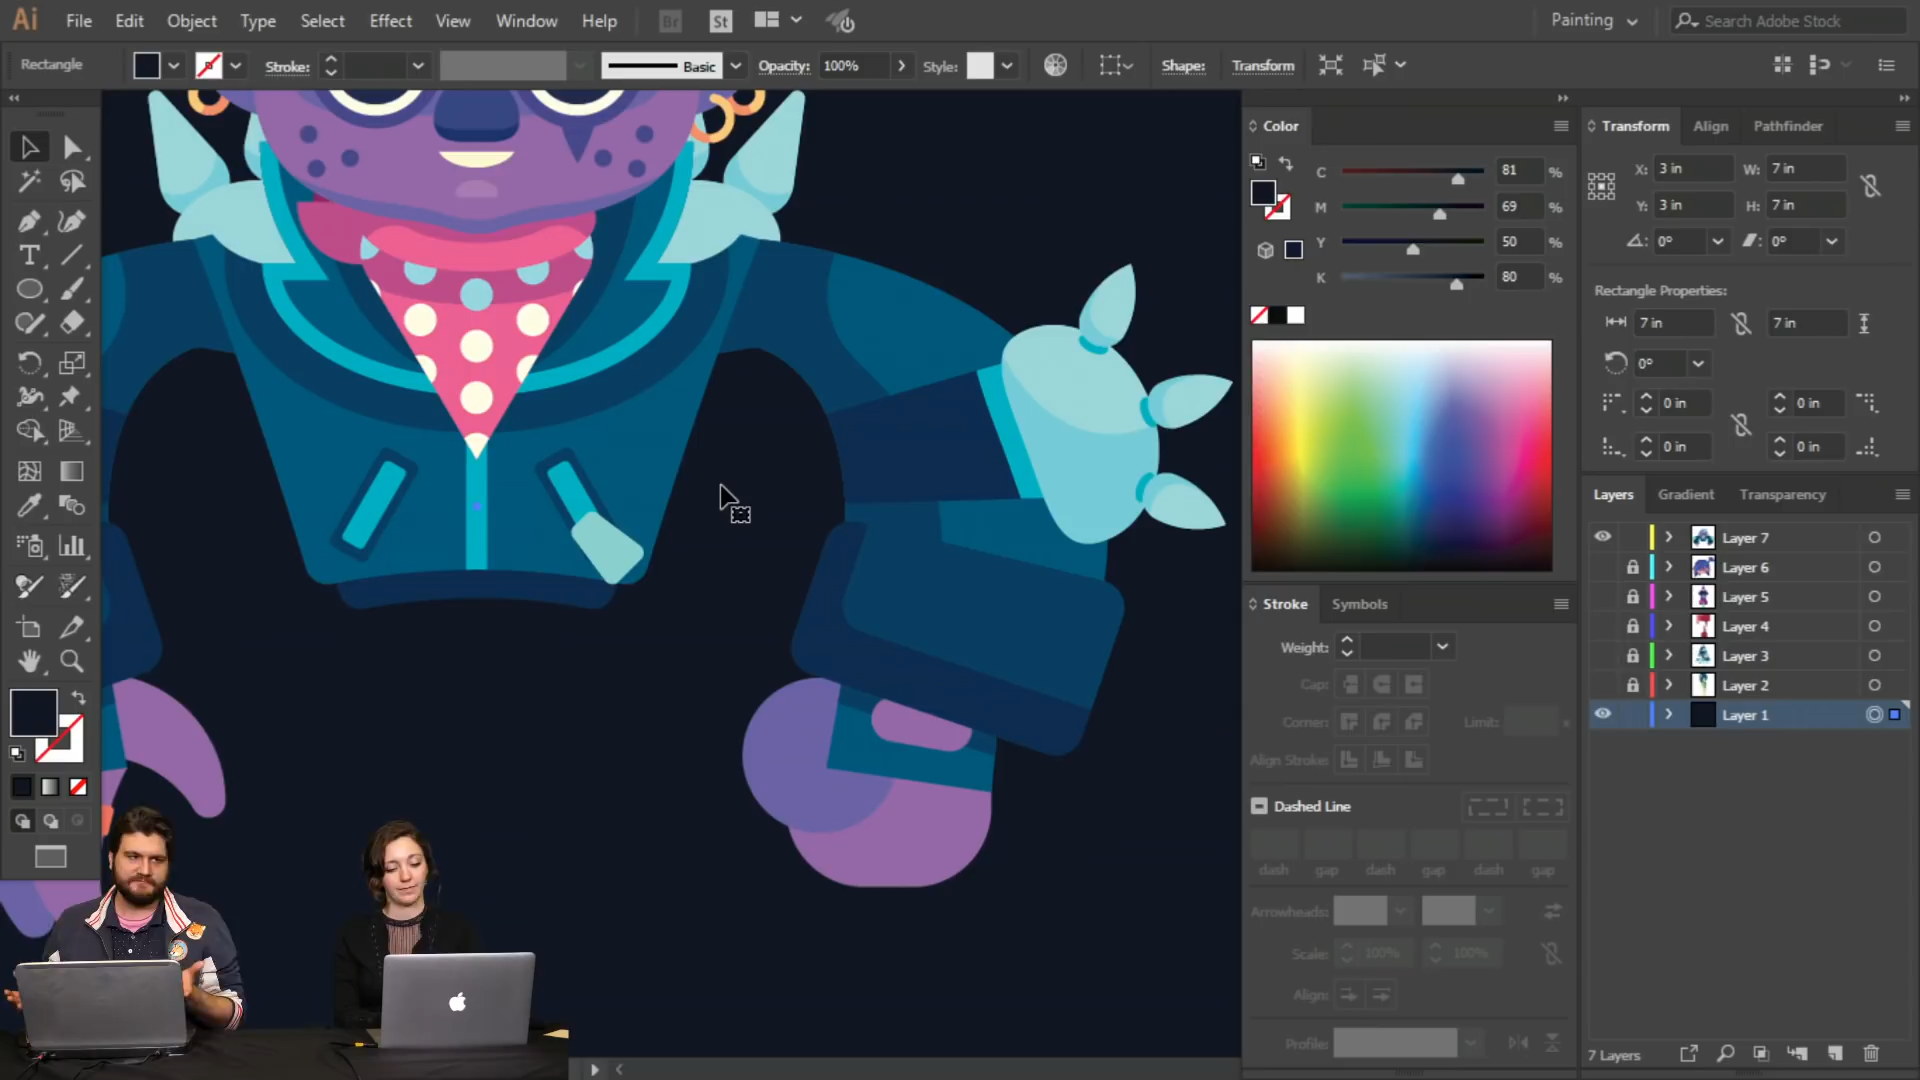 Ai File Edit Object Type Select Effect View Window Help Br St Painting Search Adobe Stock
Rectangle Stroke: Basic Opacity: 100% Style: Shape: Transform
Color
C 81 %
M 69 %
Y 50 %
K 80 %
Transform Align Pathfinder
X: 3 in W: 7 in
Y: 3 in H: 7 in
0° 0°
Rectangle Properties:
7 in 7 in
0°
0 in 0 in
0 in 0 in
Layers Gradient Transparency
Layer 7
Layer 6
Layer 5
Layer 4
Layer 3
Layer 2
Layer 1
7 Layers
Stroke Symbols
Weight:
Cap:
Corner: Limit:
Align Stroke:
Dashed Line
dash gap dash gap dash gap
Arrowheads:
Scale: 100% 100%
Align:
Profile: